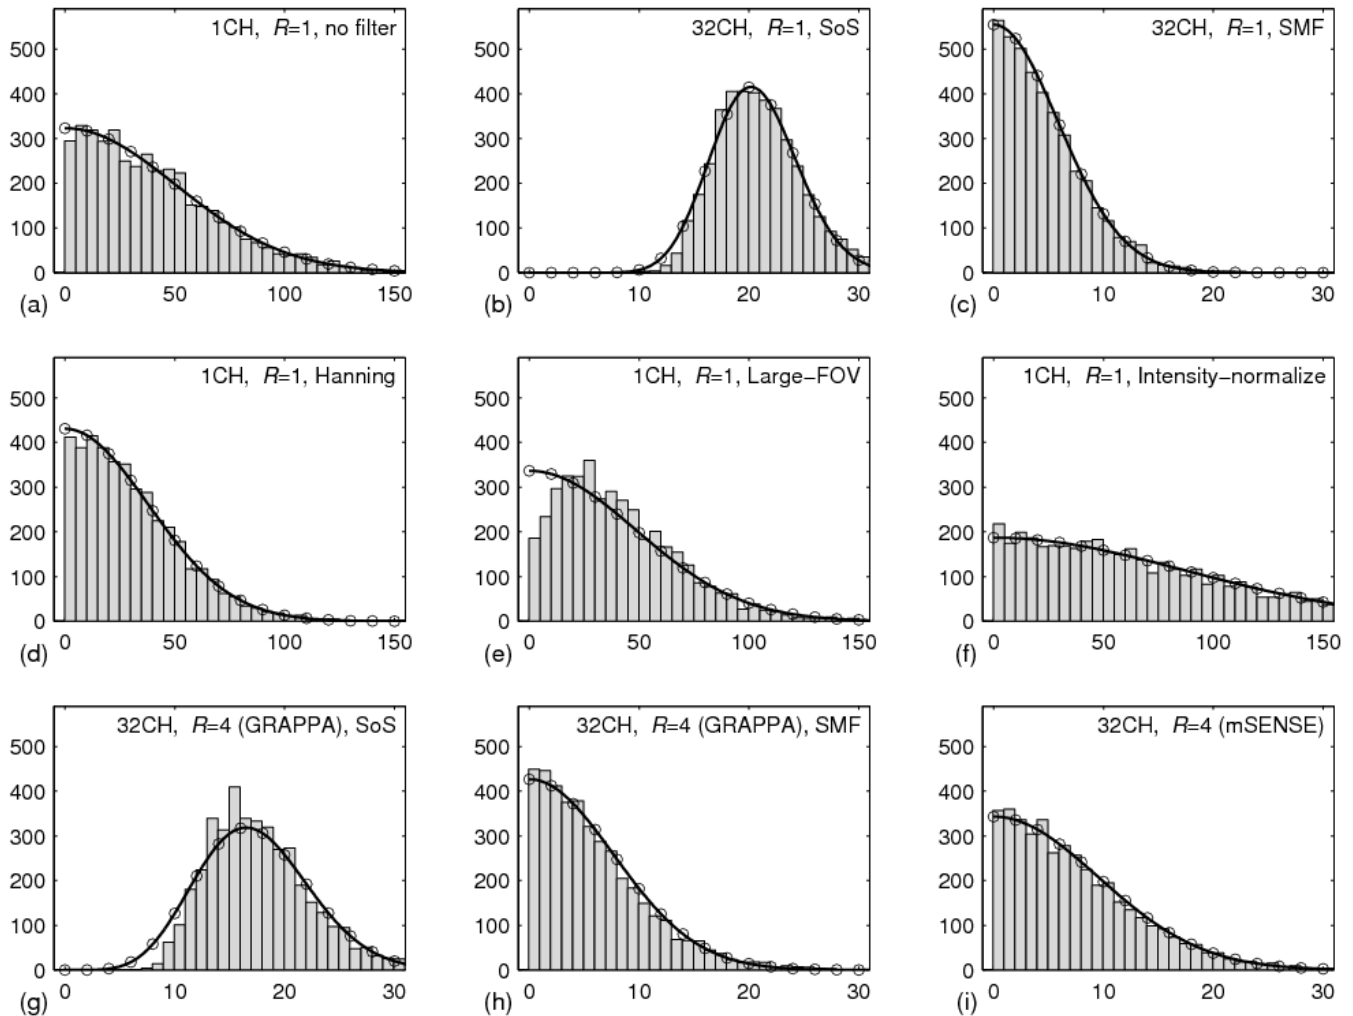 1CH, R=1, no filter
500
400
300
200
100
0
0 50 100 150
(a)
32CH, R=1, SoS
500
400
300
200
100
0
0 10 20 30
(b)
32CH, R=1, SMF
500
400
300
200
100
0
0 10 20 30
(c)
1CH, R=1, Hanning
500
400
300
200
100
0
0 50 100 150
(d)
1CH, R=1, Large-FOV
500
400
300
200
100
0
0 50 100 150
(e)
1CH, R=1, Intensity-normalize
500
400
300
200
100
0
0 50 100 150
(f)
32CH, R=4 (GRAPPA), SoS
500
400
300
200
100
0
0 10 20 30
(g)
32CH, R=4 (GRAPPA), SMF
500
400
300
200
100
0
0 10 20 30
(h)
32CH, R=4 (mSENSE)
500
400
300
200
100
0
0 10 20 30
(i)